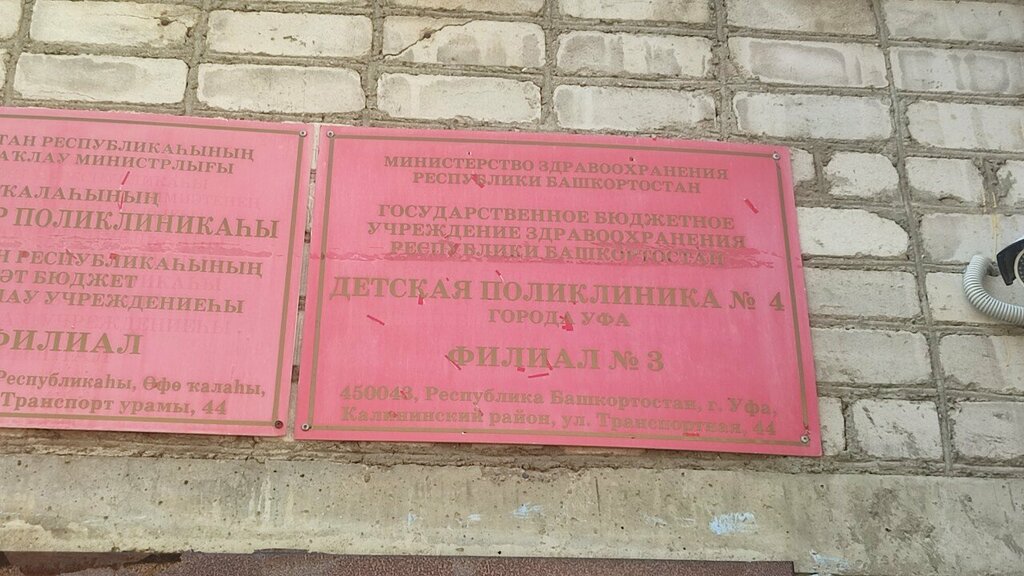 ТАН РЕСПУБЛИКАҺЫНЫҢ
АҠЛАУ МИНИСТРЛЫҒЫ
ҠАЛАҺЫНЫҢ
Р ПОЛИКЛИНИКАҺЫ
Н РЕСПУБЛИКАҺЫНЫҢ
ӘТ БЮДЖЕТ
ЛАУ УЧРЕЖДЕНИЕҺЫ
ФИЛИАЛ
Республикаһы, Өфө ҡалаһы,
Транспорт урамы, 44
МИНИСТЕРСТВО ЗДРАВООХРАНЕНИЯ
РЕСПУБЛИКИ БАШКОРТОСТАН
ГОСУДАРСТВЕННОЕ БЮДЖЕТНОЕ
УЧРЕЖДЕНИЕ ЗДРАВООХРАНЕНИЯ
РЕСПУБЛИКИ БАШКОРТОСТАН
ДЕТСКАЯ ПОЛИКЛИНИКА № 4
ГОРОДА УФА
ФИЛИАЛ № 3
450043, Республика Башкортостан, г. Уфа,
Калининский район, ул. Транспортная, 44